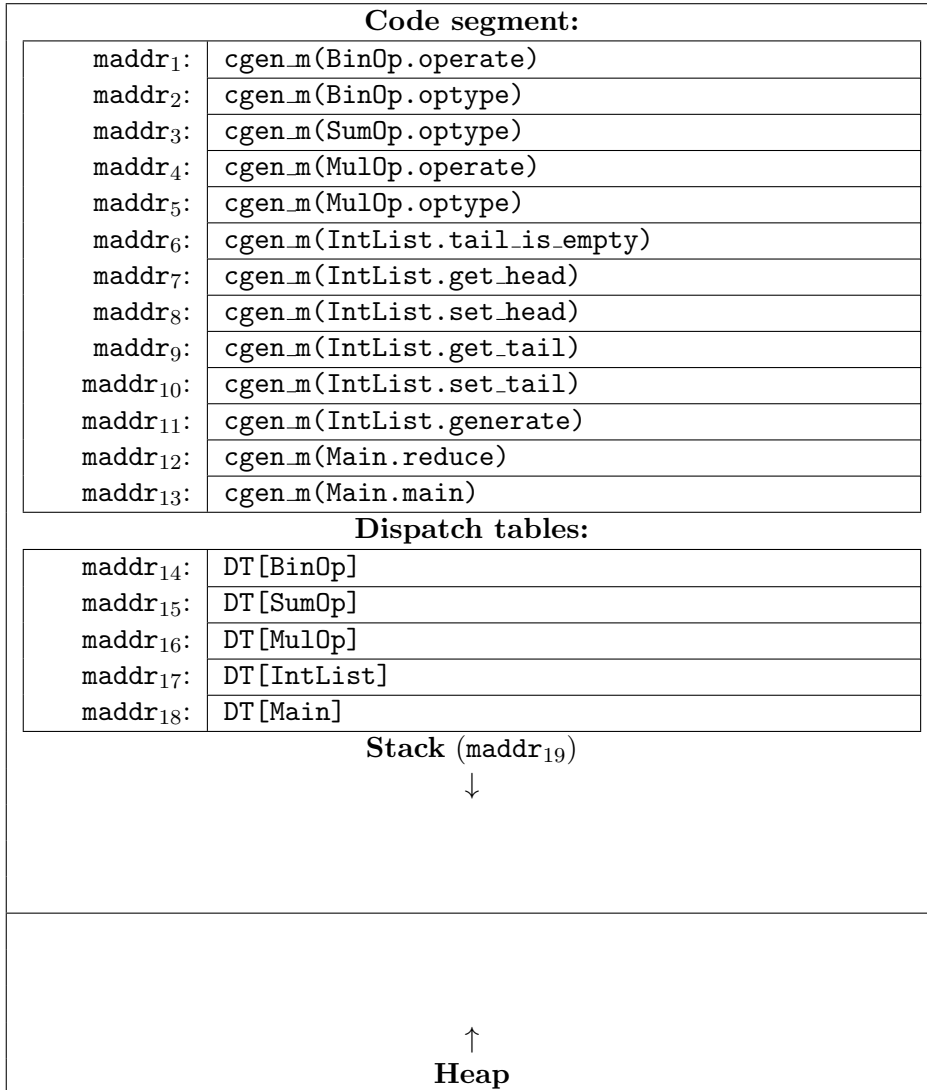 Code segment:
maddr₁: cgen_m(BinOp.operate)
maddr₂: cgen_m(BinOp.optype)
maddr₃: cgen_m(SumOp.optype)
maddr₄: cgen_m(MulOp.operate)
maddr₅: cgen_m(MulOp.optype)
maddr₆: cgen_m(IntList.tail_is_empty)
maddr₇: cgen_m(IntList.get_head)
maddr₈: cgen_m(IntList.set_head)
maddr₉: cgen_m(IntList.get_tail)
maddr₁₀: cgen_m(IntList.set_tail)
maddr₁₁: cgen_m(IntList.generate)
maddr₁₂: cgen_m(Main.reduce)
maddr₁₃: cgen_m(Main.main)
Dispatch tables:
maddr₁₄: DT[BinOp]
maddr₁₅: DT[SumOp]
maddr₁₆: DT[MulOp]
maddr₁₇: DT[IntList]
maddr₁₈: DT[Main]
Stack (maddr₁₉)
↓
↑
Heap